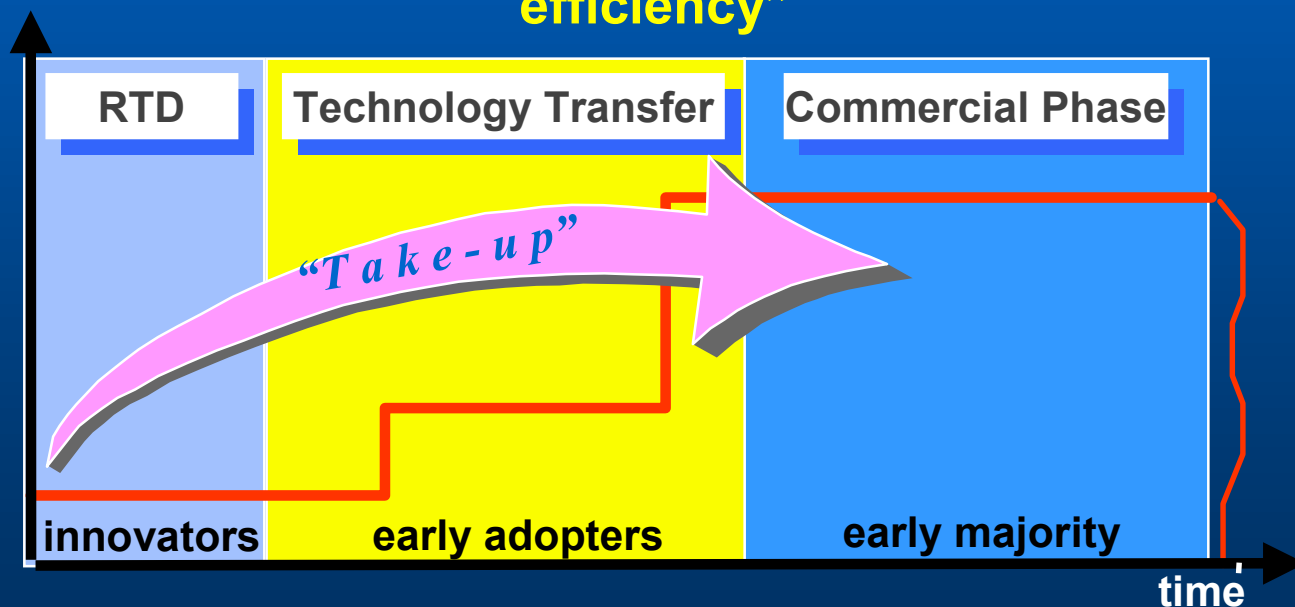 efficiency”
RTD
Technology Transfer
Commercial Phase
“T a k e - u p”
innovators
early adopters
early majority
time